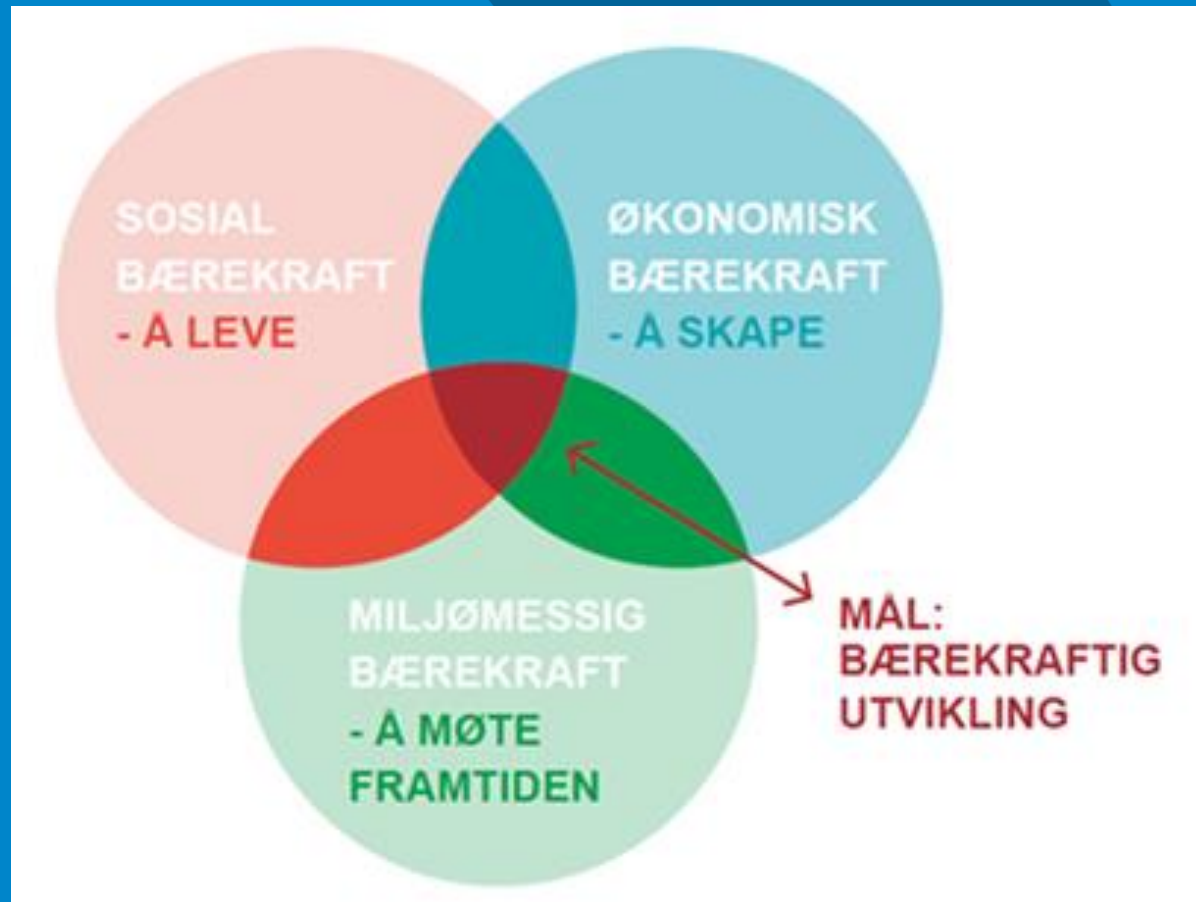 SOSIAL
BÆREKRAFT
- Å LEVE
ØKONOMISK
BÆREKRAFT
- Å SKAPE
MILJØMESSIG
BÆREKRAFT
- Å MØTE
FRAMTIDEN
MÅL:
BÆREKRAFTIG
UTVIKLING